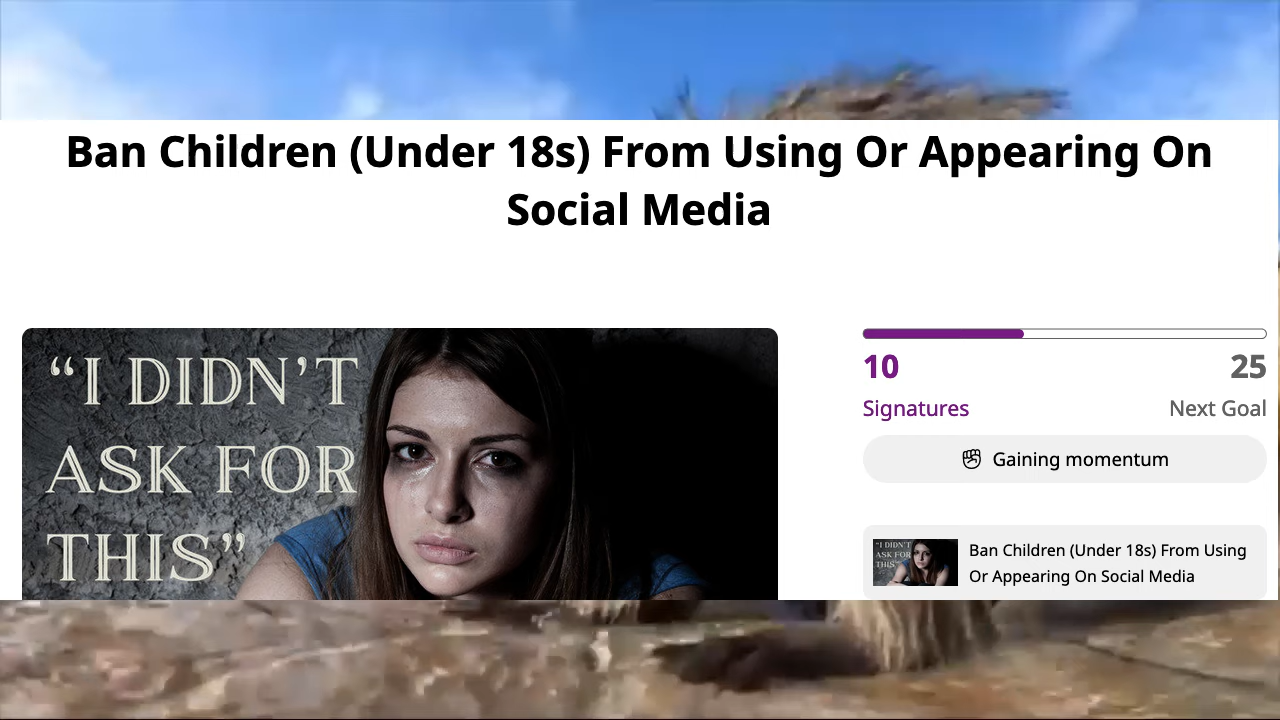 Ban Children (Under 18s) From Using Or Appearing On
Social Media
“I DIDN’T
ASK FOR
THIS”
10
25
Signatures
Next Goal
Gaining momentum
“I DIDN’T
ASK FOR
THIS”
Ban Children (Under 18s) From Using
Or Appearing On Social Media